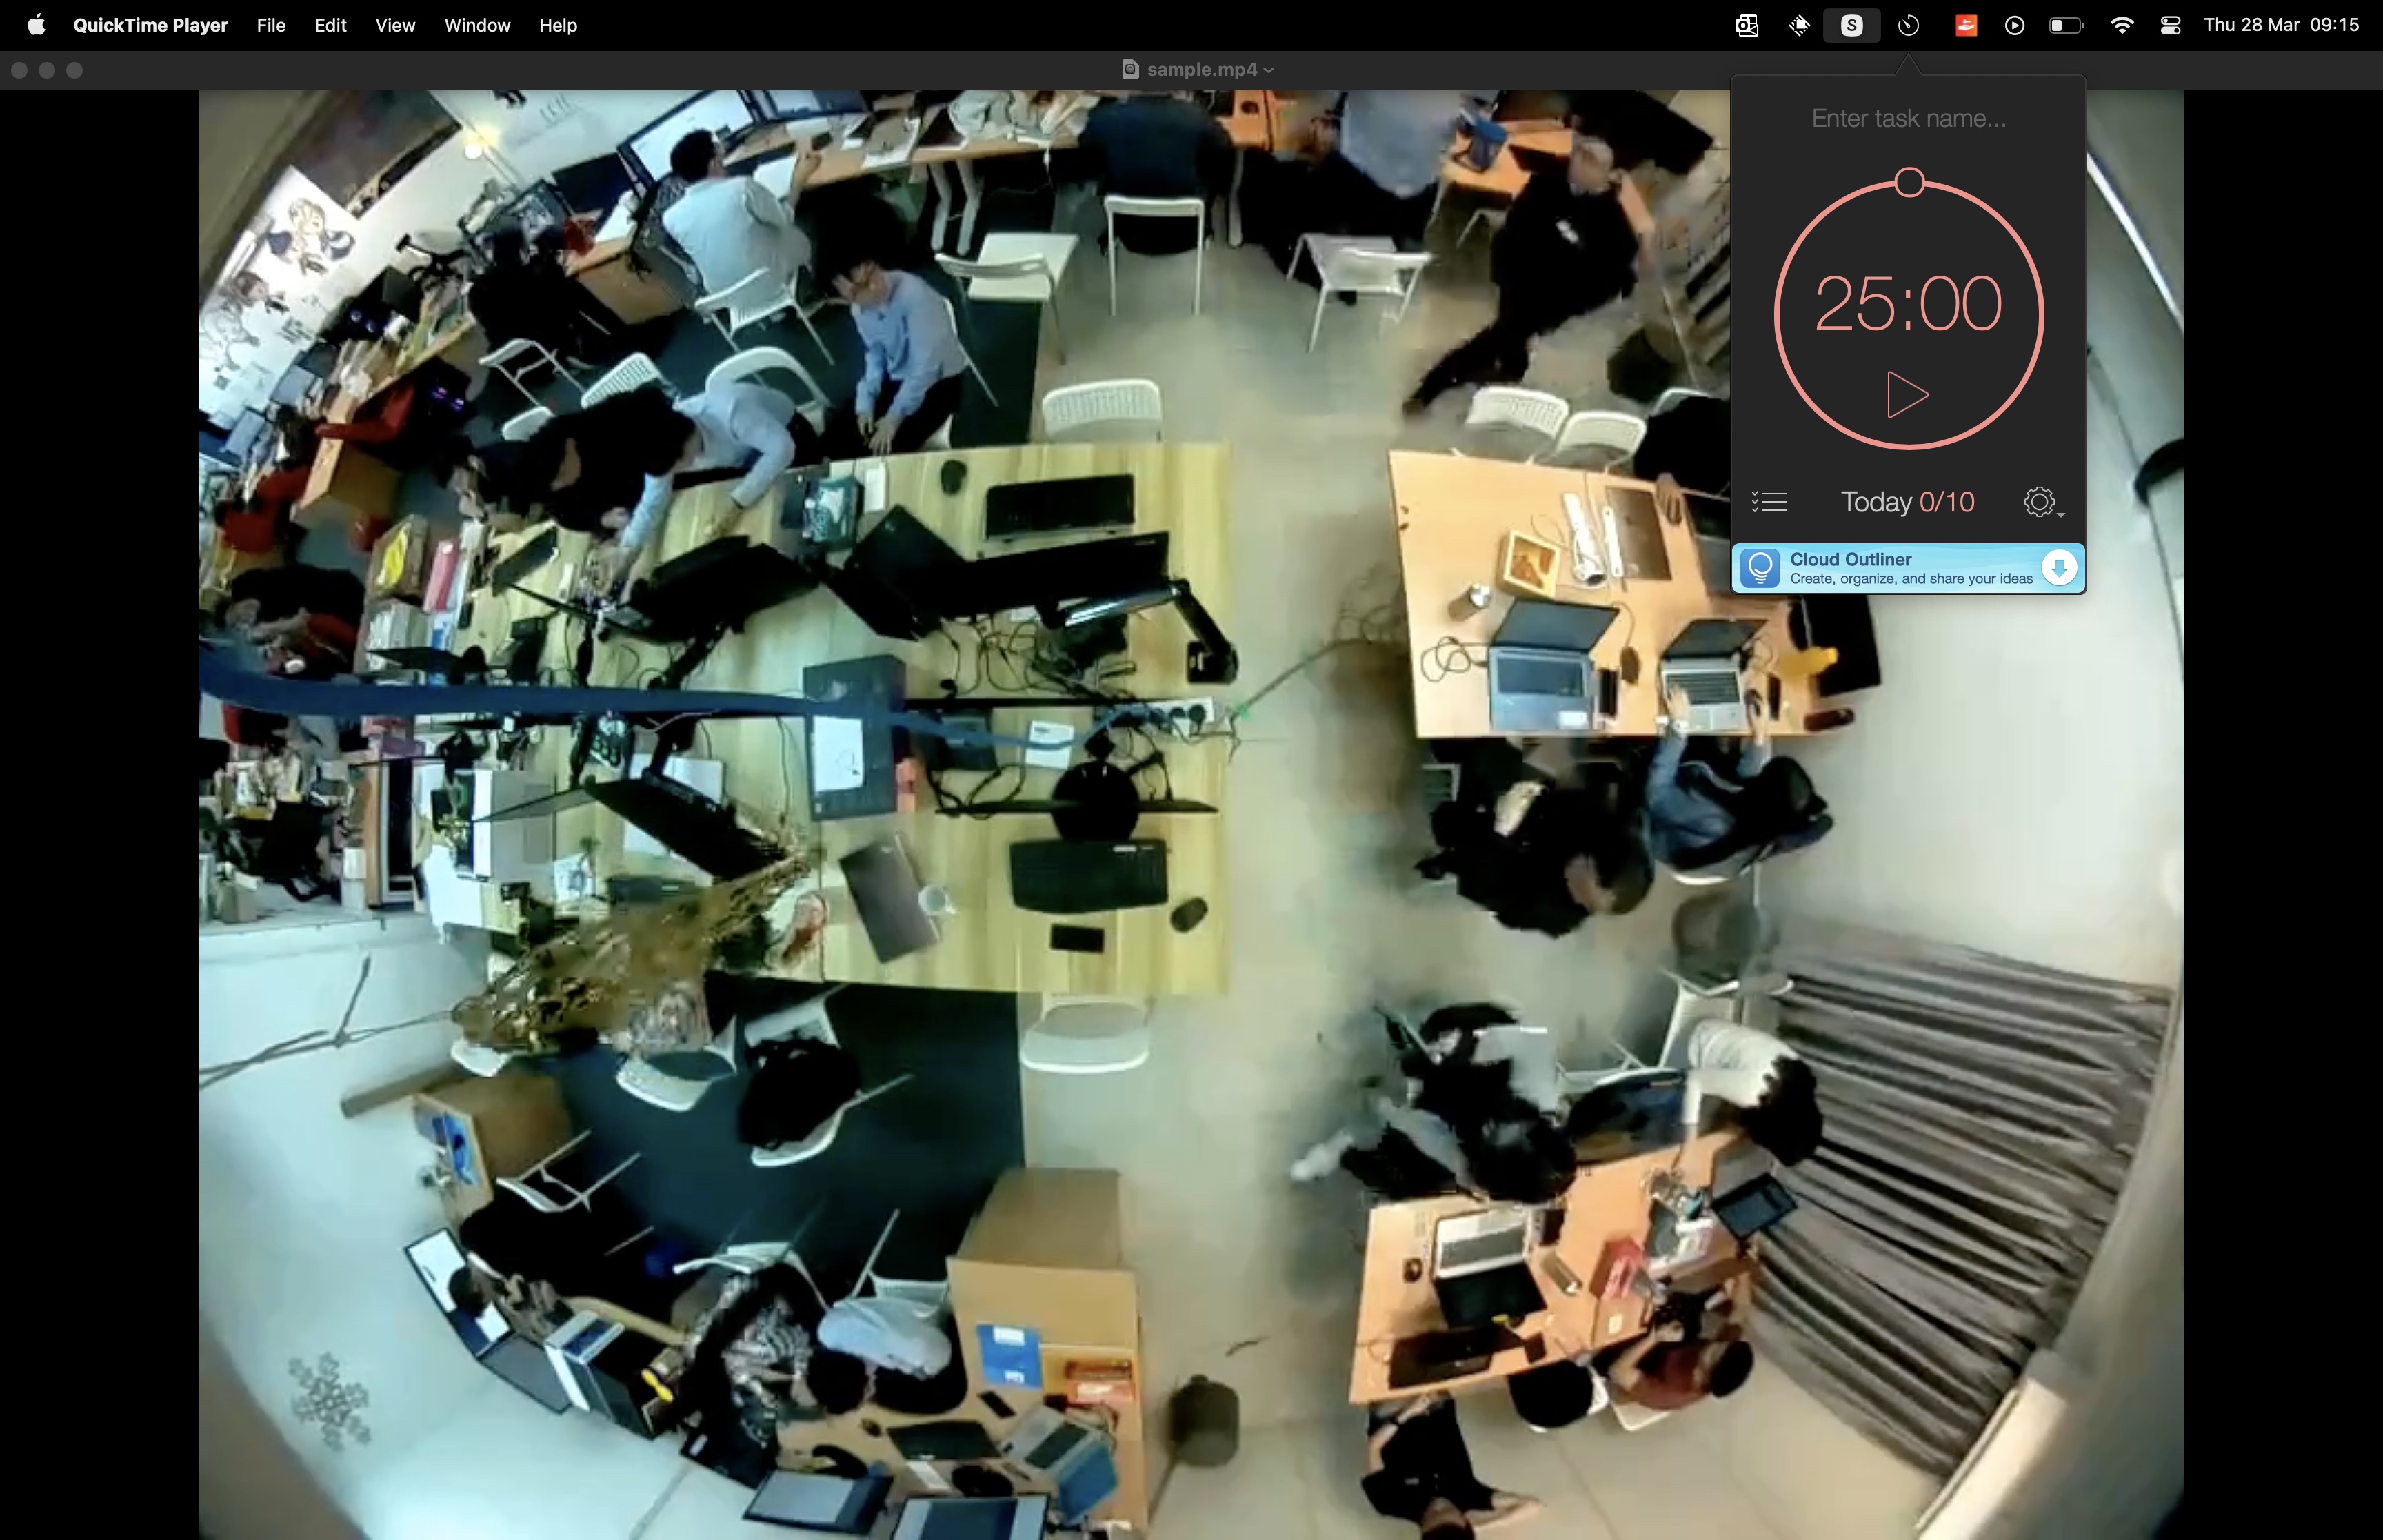 QuickTime Player File Edit View Window Help S Thu 28 Mar 09:15
sample.mp4
Enter task name...
25:00
Today 0/10
Cloud Outliner
Create, organize, and share your ideas